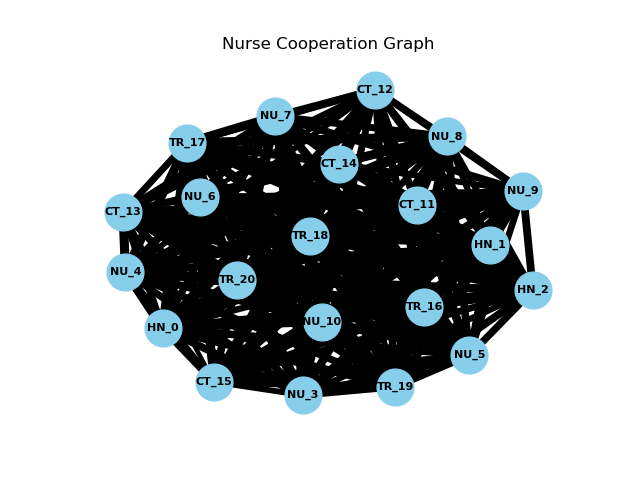 Nurse Cooperation Graph
CT_12
NU_7
NU_8
TR_17
CT_14
NU_9
NU_6
CT_11
CT_13
TR_18
HN_1
NU_4
TR_20
HN_2
TR_16
NU_10
HN_0
NU_5
CT_15
TR_19
NU_3